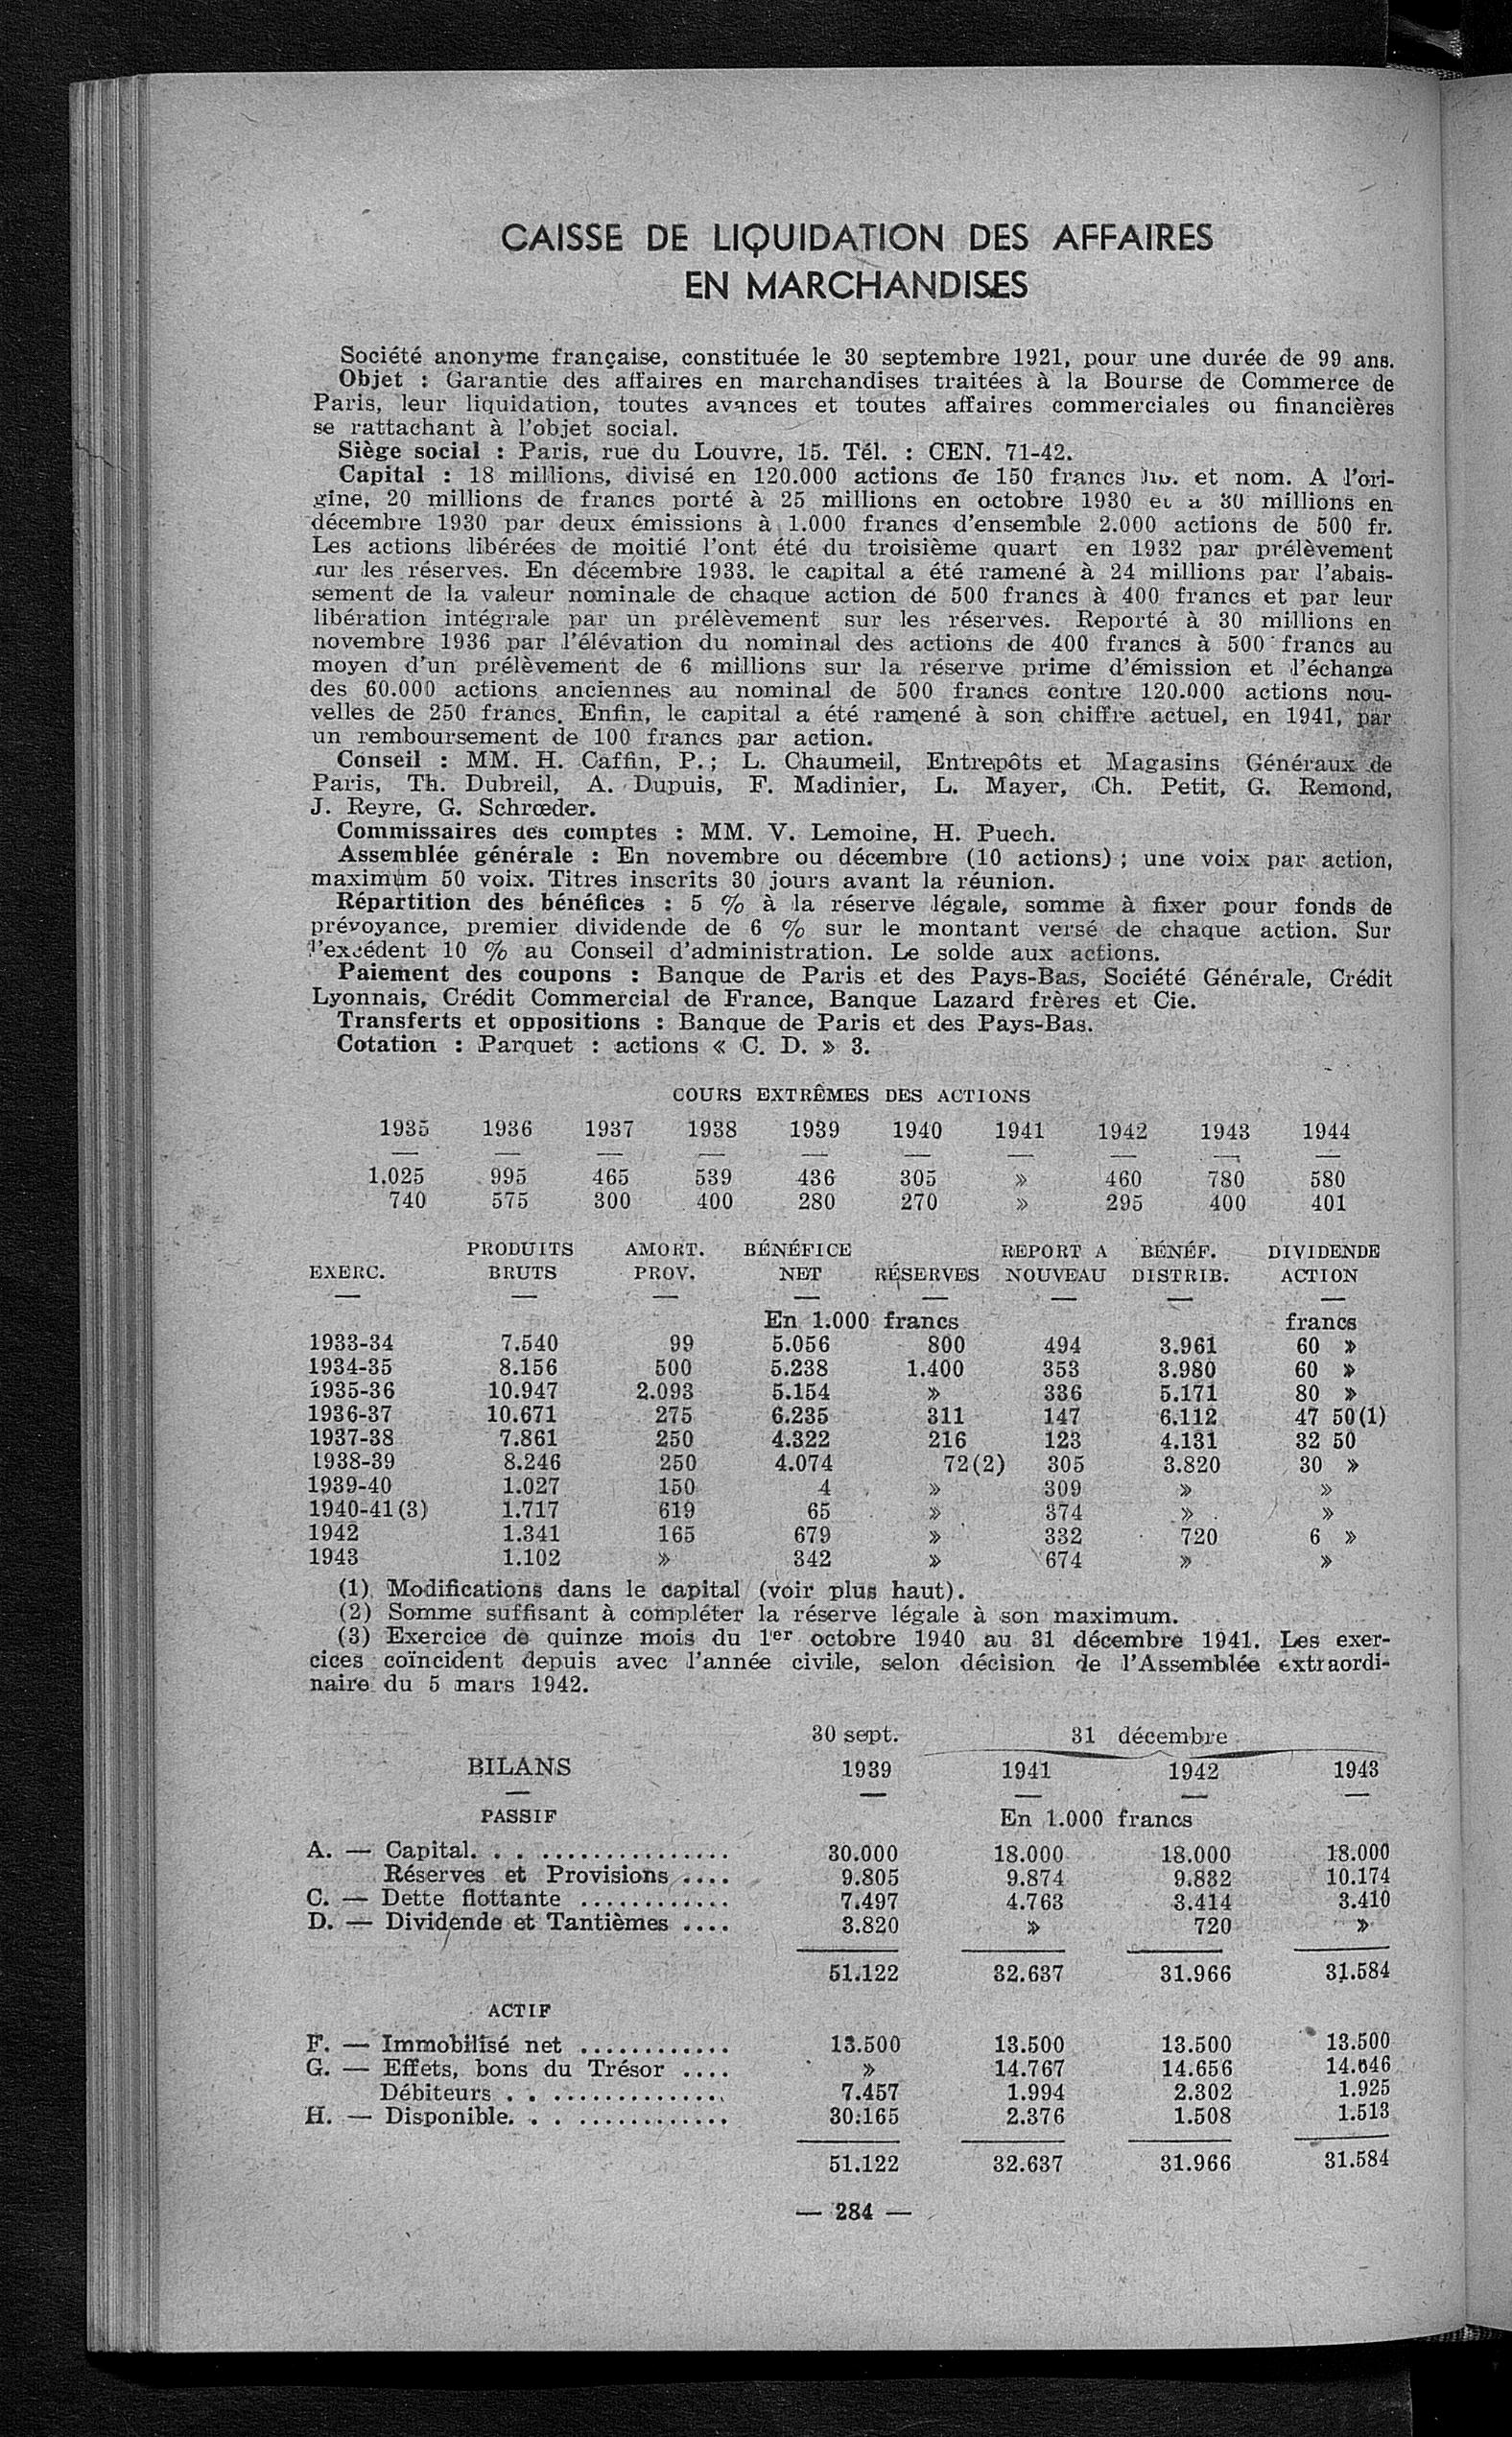 CAISSE DE LIQUIDATION DES AFFAIRES
EN MARCHANDISES
Société anonyme française, constituée le 30 septembre 1921, pour une durée de 99 ans.
Objet : Garantie des affaires en marchandises traitées à la Bourse de Commerce de
Paris, leur liquidation, toutes avances et toutes affaires commerciales ou financières
se rattachant à l'objet social.
Siège social : Paris, rue du Louvre, 15. Tél. : CEN. 71-42.
Capital : 18 millions, divisé en 120.000 actions de 150 francs et nom. A l'ori-
gine, 20 millions de francs porté à 25 millions en octobre 1930 et à 30 millions en
décembre 1930 par deux émissions à 1.000 francs d'ensemble 2.000 actions de 500 fr.
Les actions libérées de moitié l'ont été du troisième quart en 1932 par prélèvement
sur les réserves. En décembre 1933. le capital a été ramené à 24 millions par l'abais-
sement de la valeur nominale de chaque action de 500 francs à 400 francs et par leur
libération intégrale par un prélèvement sur les réserves. Reporté à 30 millions en
novembre 1936 par l'élévation du nominal des actions de 400 francs à 500 francs au
moyen d'un prélèvement de 6 millions sur la réserve prime d'émission et l'échange
des 60.000 actions anciennes au nominal de 500 francs contre 120.000 actions nou-
velles de 250 francs. Enfin, le capital a été ramené à son chiffre actuel, en 1941, par
un remboursement de 100 francs par action.
Conseil : MM. H. Caffin, P.; L. Chaumeil, Entrepôts et Magasins Généraux de
Paris, Th. Dubreil, A. Dupuis, F. Madinier, L. Mayer, Ch. Petit, G. Remond,
J. Reyre, G. Schrœder.
Commissaires des comptes : MM. V. Lemoine, H. Puech.
Assemblée générale : En novembre ou décembre (10 actions); une voix par action,
maximum 50 voix. Titres inscrits 30 jours avant la réunion.
Répartition des bénéfices : 5 % à la réserve légale, somme à fixer pour fonds de
prévoyance, premier dividende de 6 % sur le montant versé de chaque action. Sur
l'excédent 10 % au Conseil d'administration. Le solde aux actions.
Paiement des coupons : Banque de Paris et des Pays-Bas, Société Générale, Crédit
Lyonnais, Crédit Commercial de France, Banque Lazard frères et Cie.
Transferts et oppositions : Banque de Paris et des Pays-Bas.
Cotation : Parquet : actions « C. D. » 3.
COURS EXTRÊMES DES ACTIONS
1935 1936 1937 1938 1939 1940 1941 1942 1943 1944
1.025 995 465 539 436 305 » 460 780 580
740 575 300 400 280 270 » 295 400 401
PRODUITS AMORT. BÉNÉFICE REPORT A BÉNÉF. DIVIDENDE
EXERC. BRUTS PROV. NET RÉSERVES NOUVEAU DISTRIB. ACTION
En 1.000 francs francs
1933-34 7.540 99 5.056 800 494 3.961 60 »
1934-35 8.156 500 5.238 1.400 353 3.980 60 »
1935-36 10.947 2.093 5.154 » 336 5.171 80 »
1936-37 10.671 275 6.235 311 147 6.112 47 50(1)
1937-38 7.861 250 4.322 216 123 4.131 32 50
1938-39 8.246 250 4.074 72(2) 305 3.820 30 »
1939-40 1.027 150 4 » 309 » »
1940-41(3) 1.717 619 65 » 374 » »
1942 1.341 165 679 » 332 720 6 »
1943 1.102 » 342 » 674 » »
(1) Modifications dans le capital (voir plus haut).
(2) Somme suffisant à compléter la réserve légale à son maximum.
(3) Exercice de quinze mois du 1er octobre 1940 au 31 décembre 1941. Les exer-
cices coïncident depuis avec l'année civile, selon décision de l'Assemblée extraordi-
naire du 5 mars 1942.
30 sept. 31 décembre
BILANS 1939 1941 1942 1943
PASSIF En 1.000 francs
A. — Capital. . . ................ 30.000 18.000 18.000 18.000
Réserves et Provisions .... 9.805 9.874 9.832 10.174
C. — Dette flottante ............ 7.497 4.763 3.414 3.410
D. — Dividende et Tantièmes .... 3.820 » 720 »
51.122 32.637 31.966 31.584
ACTIF
F. — Immobilisé net ............ 13.500 13.500 13.500 13.500
G. — Effets, bons du Trésor .... » 14.767 14.656 14.646
Débiteurs . . .............. 7.457 1.994 2.302 1.925
H. — Disponible. . . ............ 30.165 2.376 1.508 1.513
51.122 32.637 31.966 31.584
— 284 —